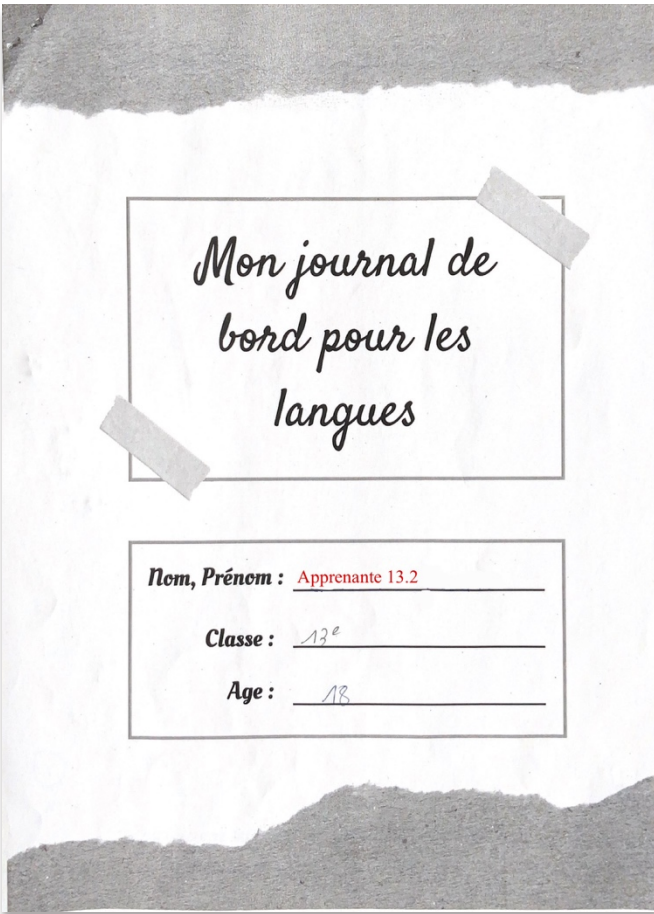 Mon journal de
bord pour les
langues
Nom, Prénom : Apprenante 13.2
Classe : 13e
Age : 18